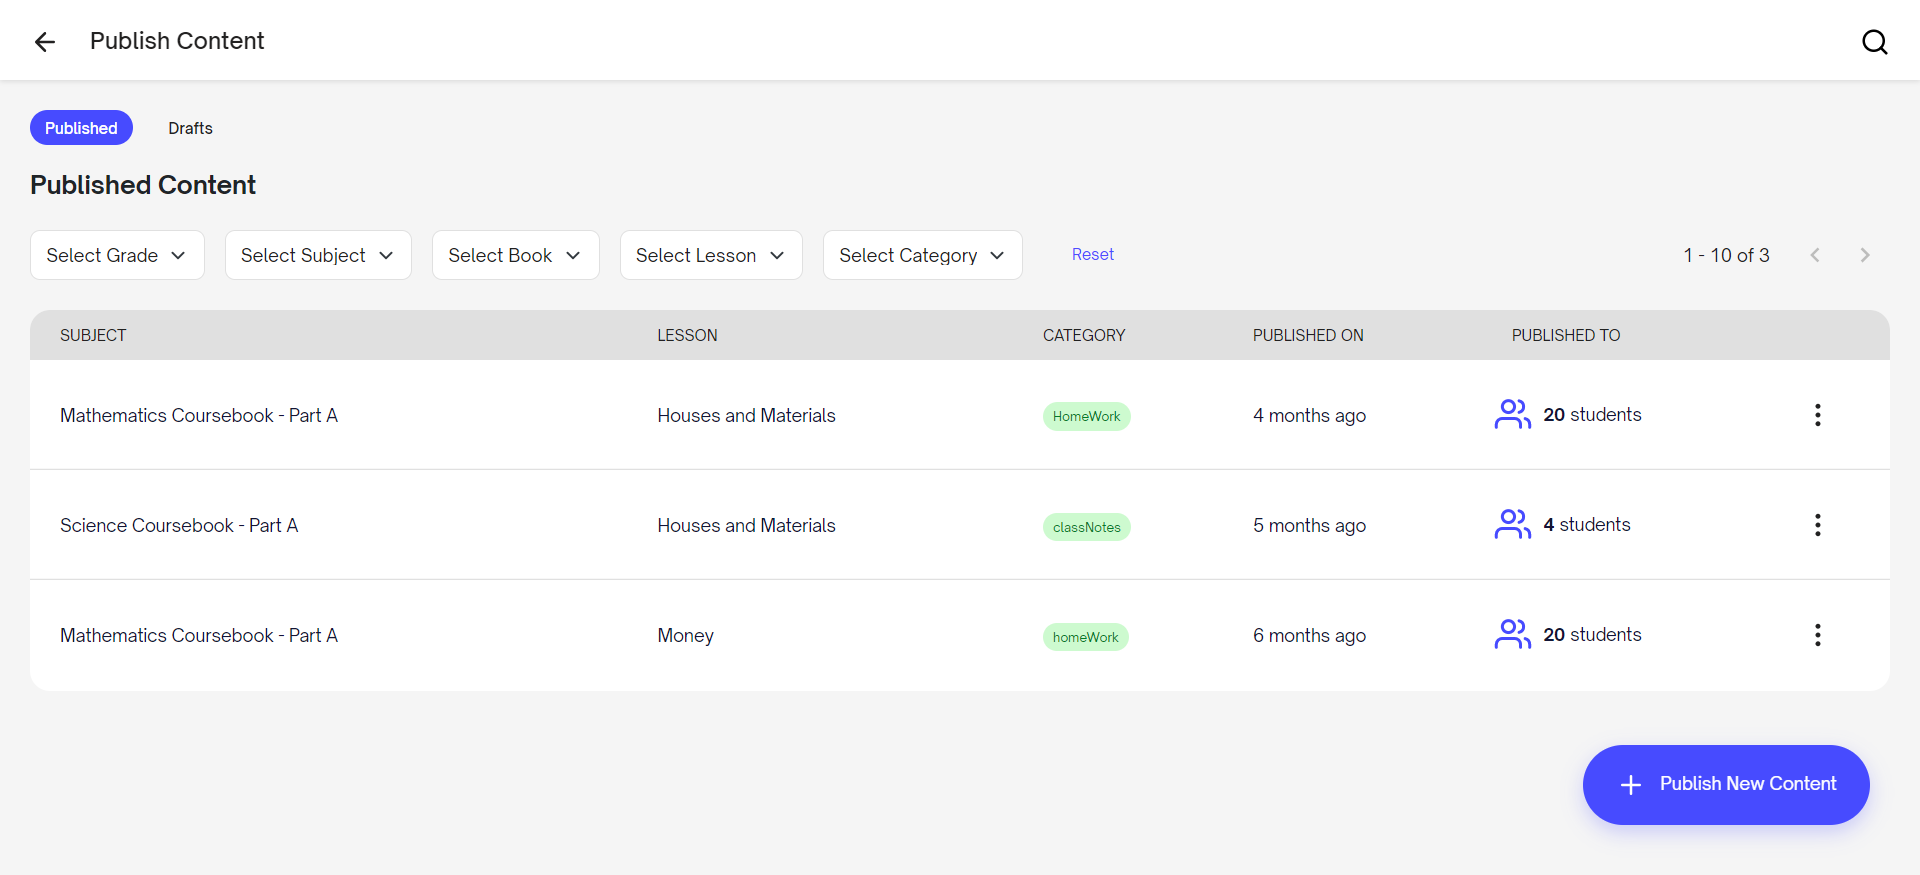 Publish Content
Published Drafts
Published Content
Select Grade Select Subject Select Book Select Lesson Select Category Reset 1 - 10 of 3
SUBJECT LESSON CATEGORY PUBLISHED ON PUBLISHED TO
Mathematics Coursebook - Part A Houses and Materials HomeWork 4 months ago 20 students
Science Coursebook - Part A Houses and Materials classNotes 5 months ago 4 students
Mathematics Coursebook - Part A Money homeWork 6 months ago 20 students
Publish New Content